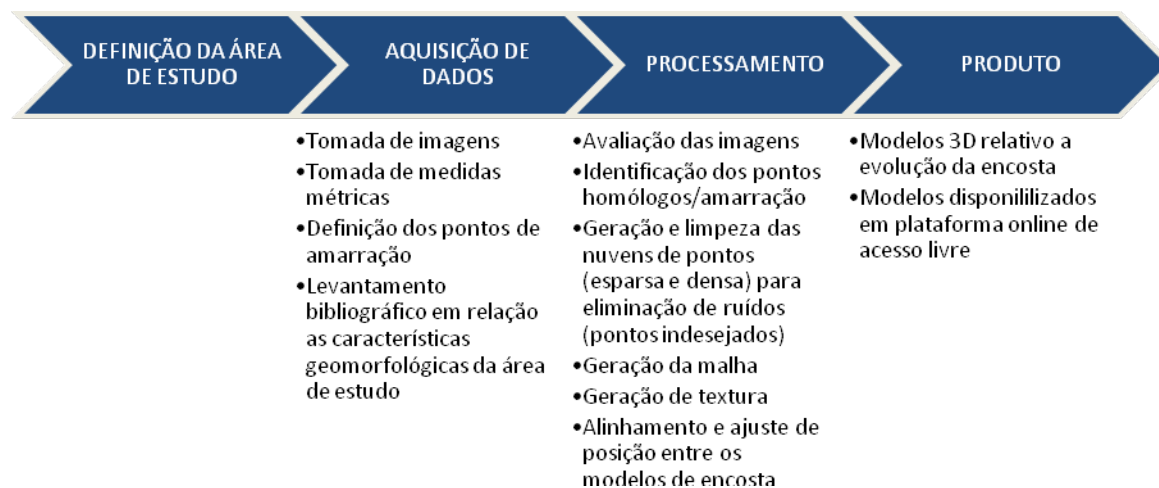 DEFINIÇÃO DA ÁREA
DE ESTUDO
AQUISIÇÃO DE
DADOS
PROCESSAMENTO
PRODUTO
•Tomada de imagens
•Tomada de medidas
métricas
•Definição dos pontos de
amarração
•Levantamento
bibliográfico em relação
as características
geomorfológicas da área
de estudo
•Avaliação das imagens
•Identificação dos pontos
homólogos/amarração
•Geração e limpeza das
nuvens de pontos
(esparsa e densa) para
eliminação de ruídos
(pontos indesejados)
•Geração da malha
•Geração de textura
•Alinhamento e ajuste de
posição entre os
modelos de encosta
•Modelos 3D relativo a
evolução da encosta
•Modelos disponililizados
em plataforma online de
acesso livre